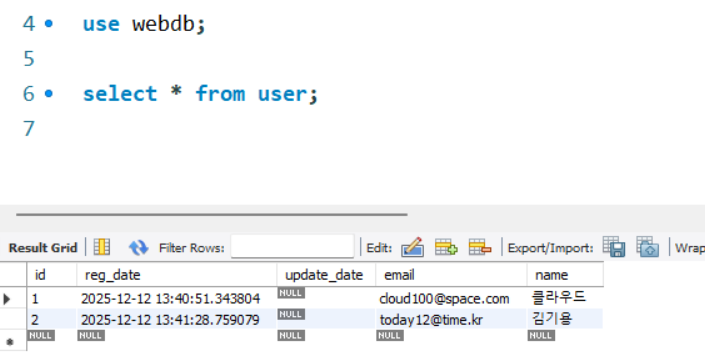 4 use webdb;
5
6 select * from user;
7
Result Grid Filter Rows: Edit: Export/Import: Wrap
id reg_date update_date email name
1 2025-12-12 13:40:51.343804 NULL cloud100@space.com 클라우드
2 2025-12-12 13:41:28.759079 NULL today12@time.kr 김기용
NULL NULL NULL NULL NULL